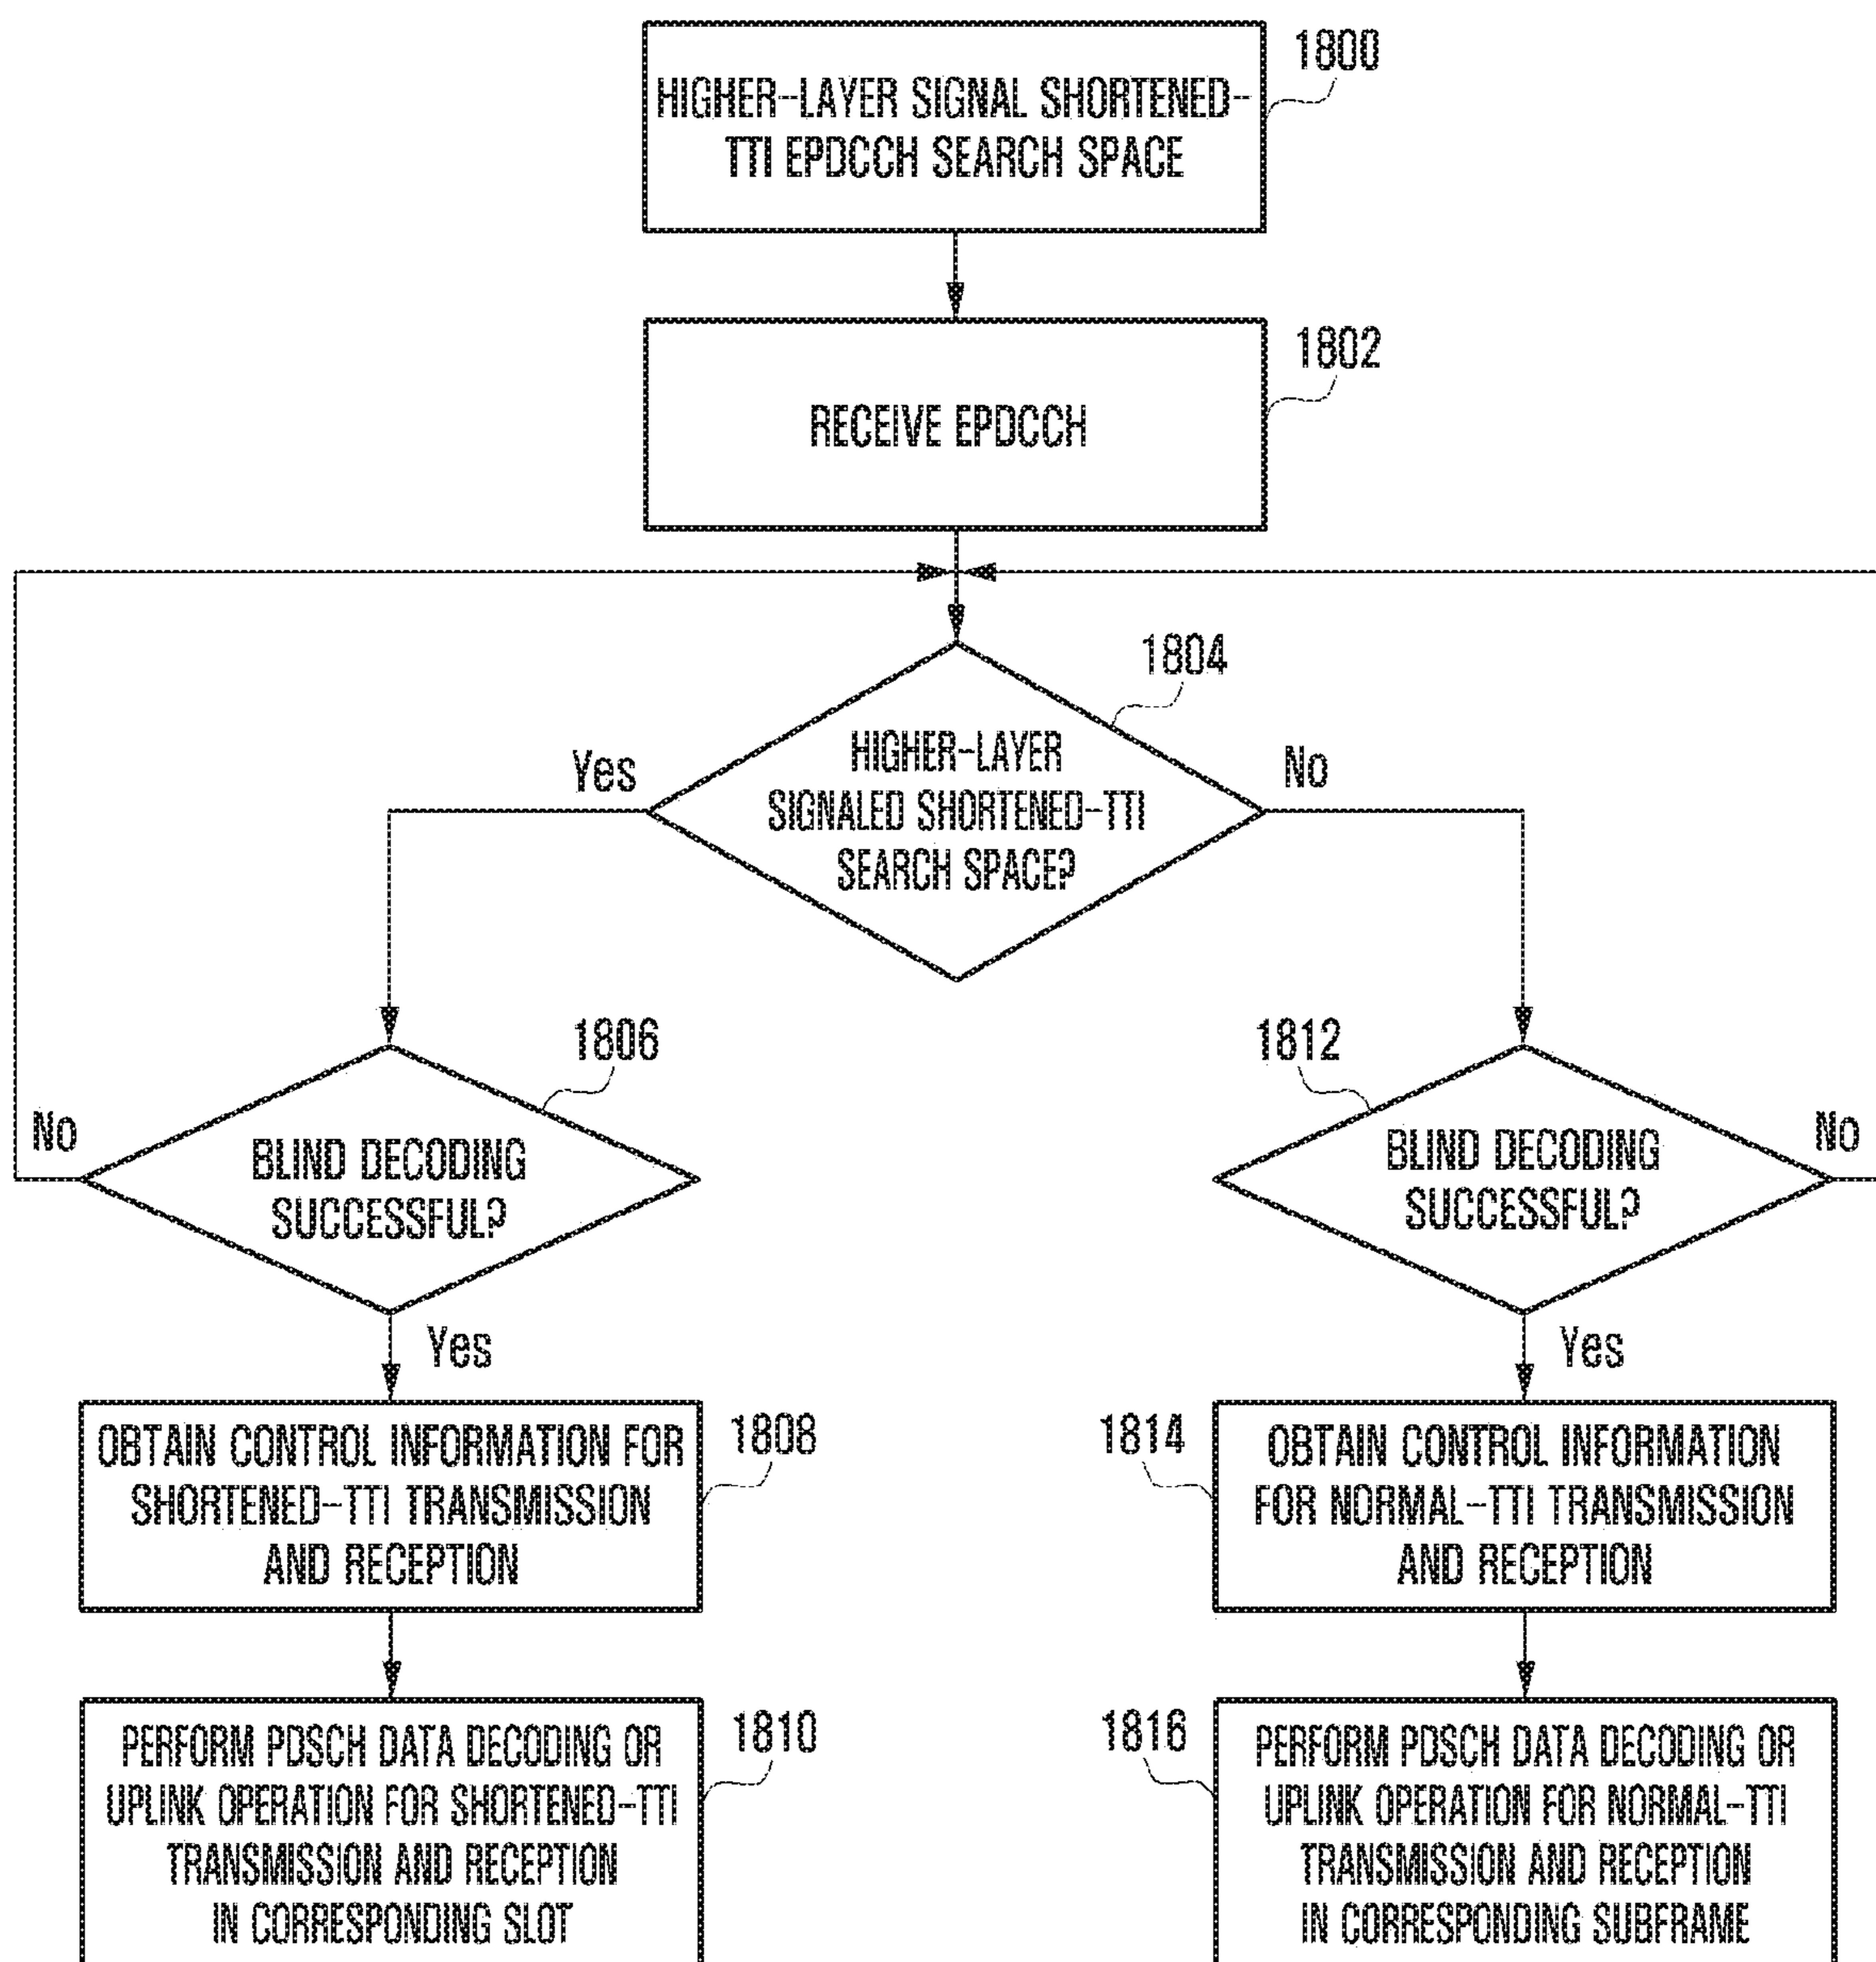 1800
HIGHER-LAYER SIGNAL SHORTENED-
TTI EPDCCH SEARCH SPACE
1802
RECEIVE EPDCCH
1804
Yes
HIGHER-LAYER
SIGNALED SHORTENED-TTI
SEARCH SPACE?
No
1806
No
BLIND DECODING
SUCCESSFUL?
Yes
1812
BLIND DECODING
SUCCESSFUL?
No
Yes
OBTAIN CONTROL INFORMATION FOR
SHORTENED-TTI TRANSMISSION
AND RECEPTION
1808
1814
OBTAIN CONTROL INFORMATION
FOR NORMAL-TTI TRANSMISSION
AND RECEPTION
PERFORM PDSCH DATA DECODING OR
UPLINK OPERATION FOR SHORTENED-TTI
TRANSMISSION AND RECEPTION
IN CORRESPONDING SLOT
1810
1816
PERFORM PDSCH DATA DECODING OR
UPLINK OPERATION FOR NORMAL-TTI
TRANSMISSION AND RECEPTION
IN CORRESPONDING SUBFRAME